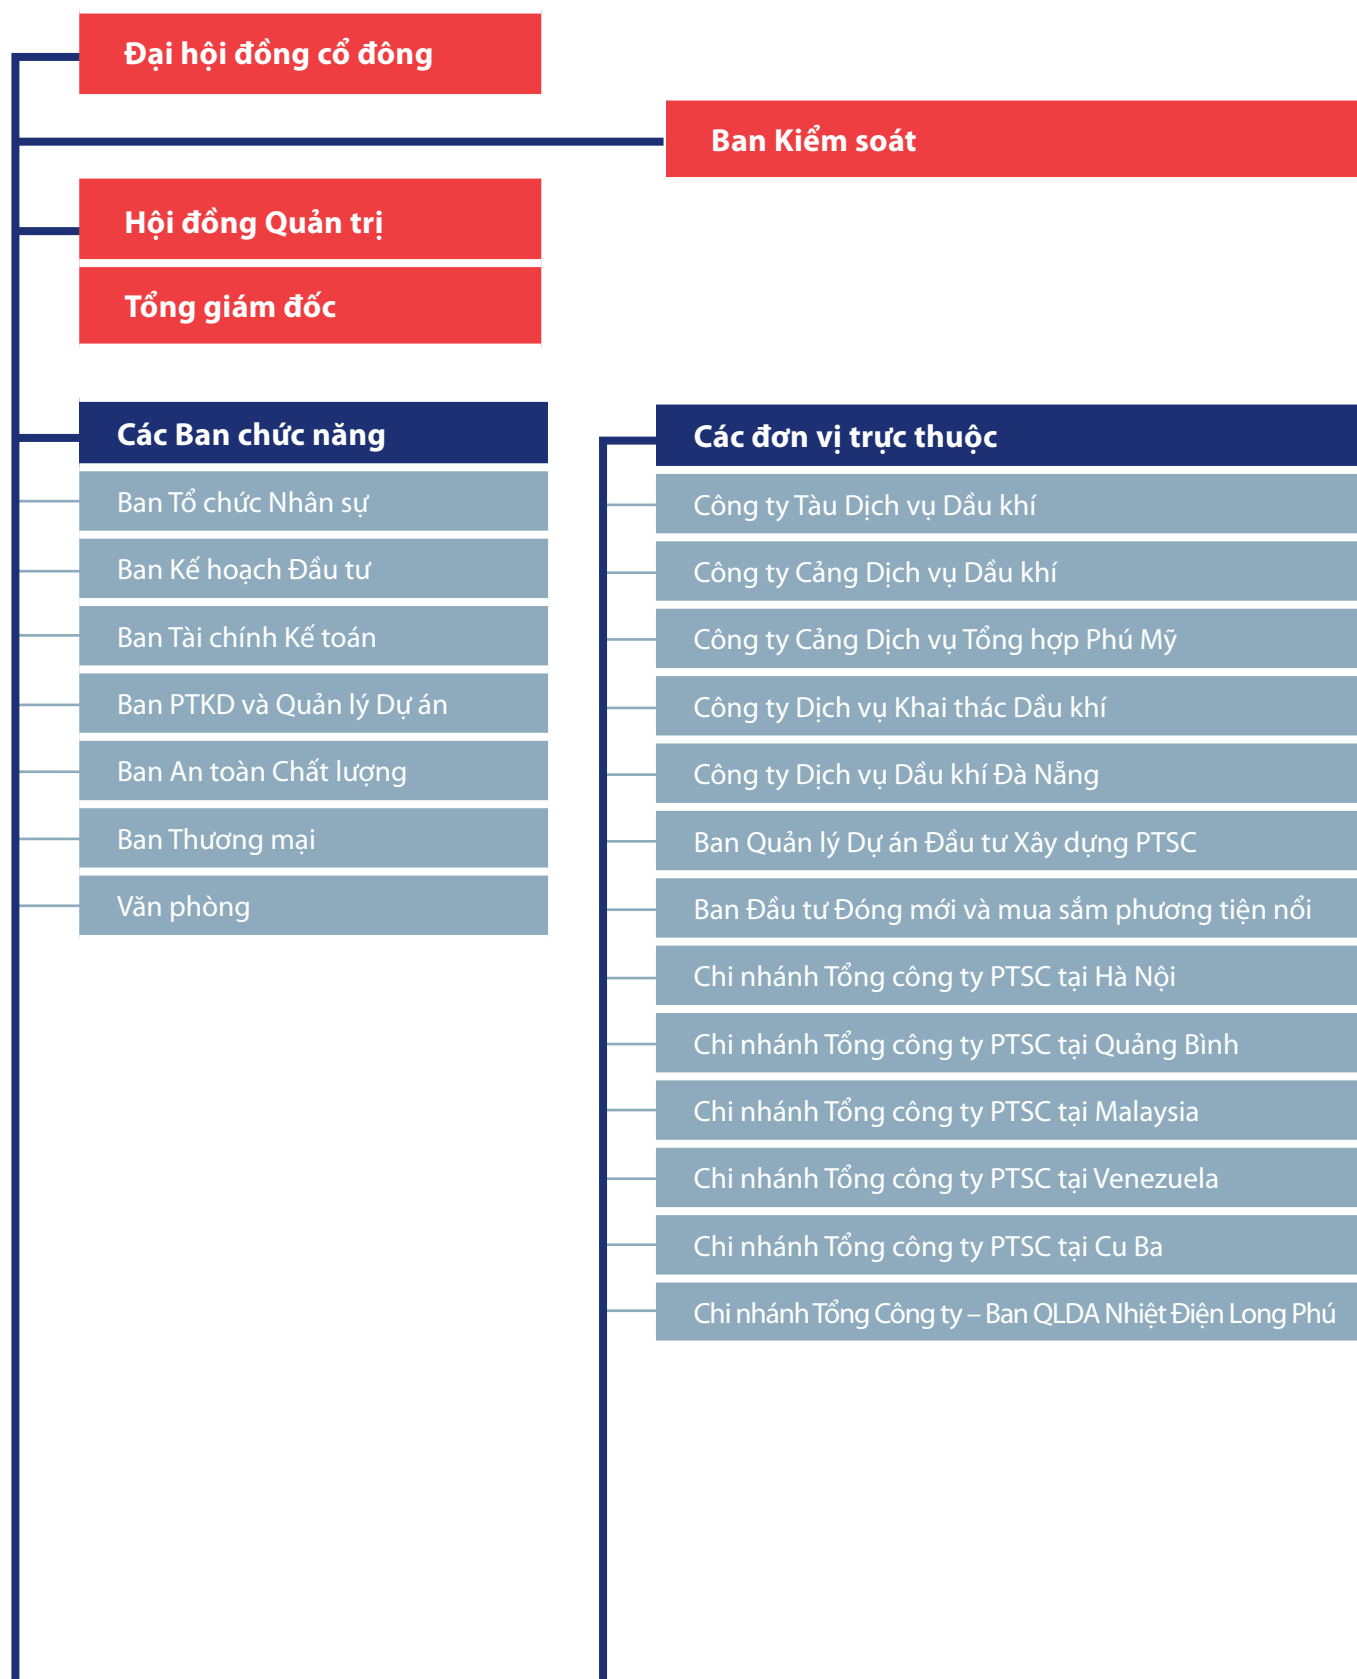 Đại hội đồng cổ đông
Ban Kiểm soát
Hội đồng Quản trị
Tổng giám đốc
Các Ban chức năng
Ban Tổ chức Nhân sự
Ban Kế hoạch Đầu tư
Ban Tài chính Kế toán
Ban PTKD và Quản lý Dự án
Ban An toàn Chất lượng
Ban Thương mại
Văn phòng
Các đơn vị trực thuộc
Công ty Tàu Dịch vụ Dầu khí
Công ty Cảng Dịch vụ Dầu khí
Công ty Cảng Dịch vụ Tổng hợp Phú Mỹ
Công ty Dịch vụ Khai thác Dầu khí
Công ty Dịch vụ Dầu khí Đà Nẵng
Ban Quản lý Dự án Đầu tư Xây dựng PTSC
Ban Đầu tư Đóng mới và mua sắm phương tiện nổi
Chi nhánh Tổng công ty PTSC tại Hà Nội
Chi nhánh Tổng công ty PTSC tại Quảng Bình
Chi nhánh Tổng công ty PTSC tại Malaysia
Chi nhánh Tổng công ty PTSC tại Venezuela
Chi nhánh Tổng công ty PTSC tại Cu Ba
Chi nhánh Tổng Công ty – Ban QLDA Nhiệt Điện Long Phú